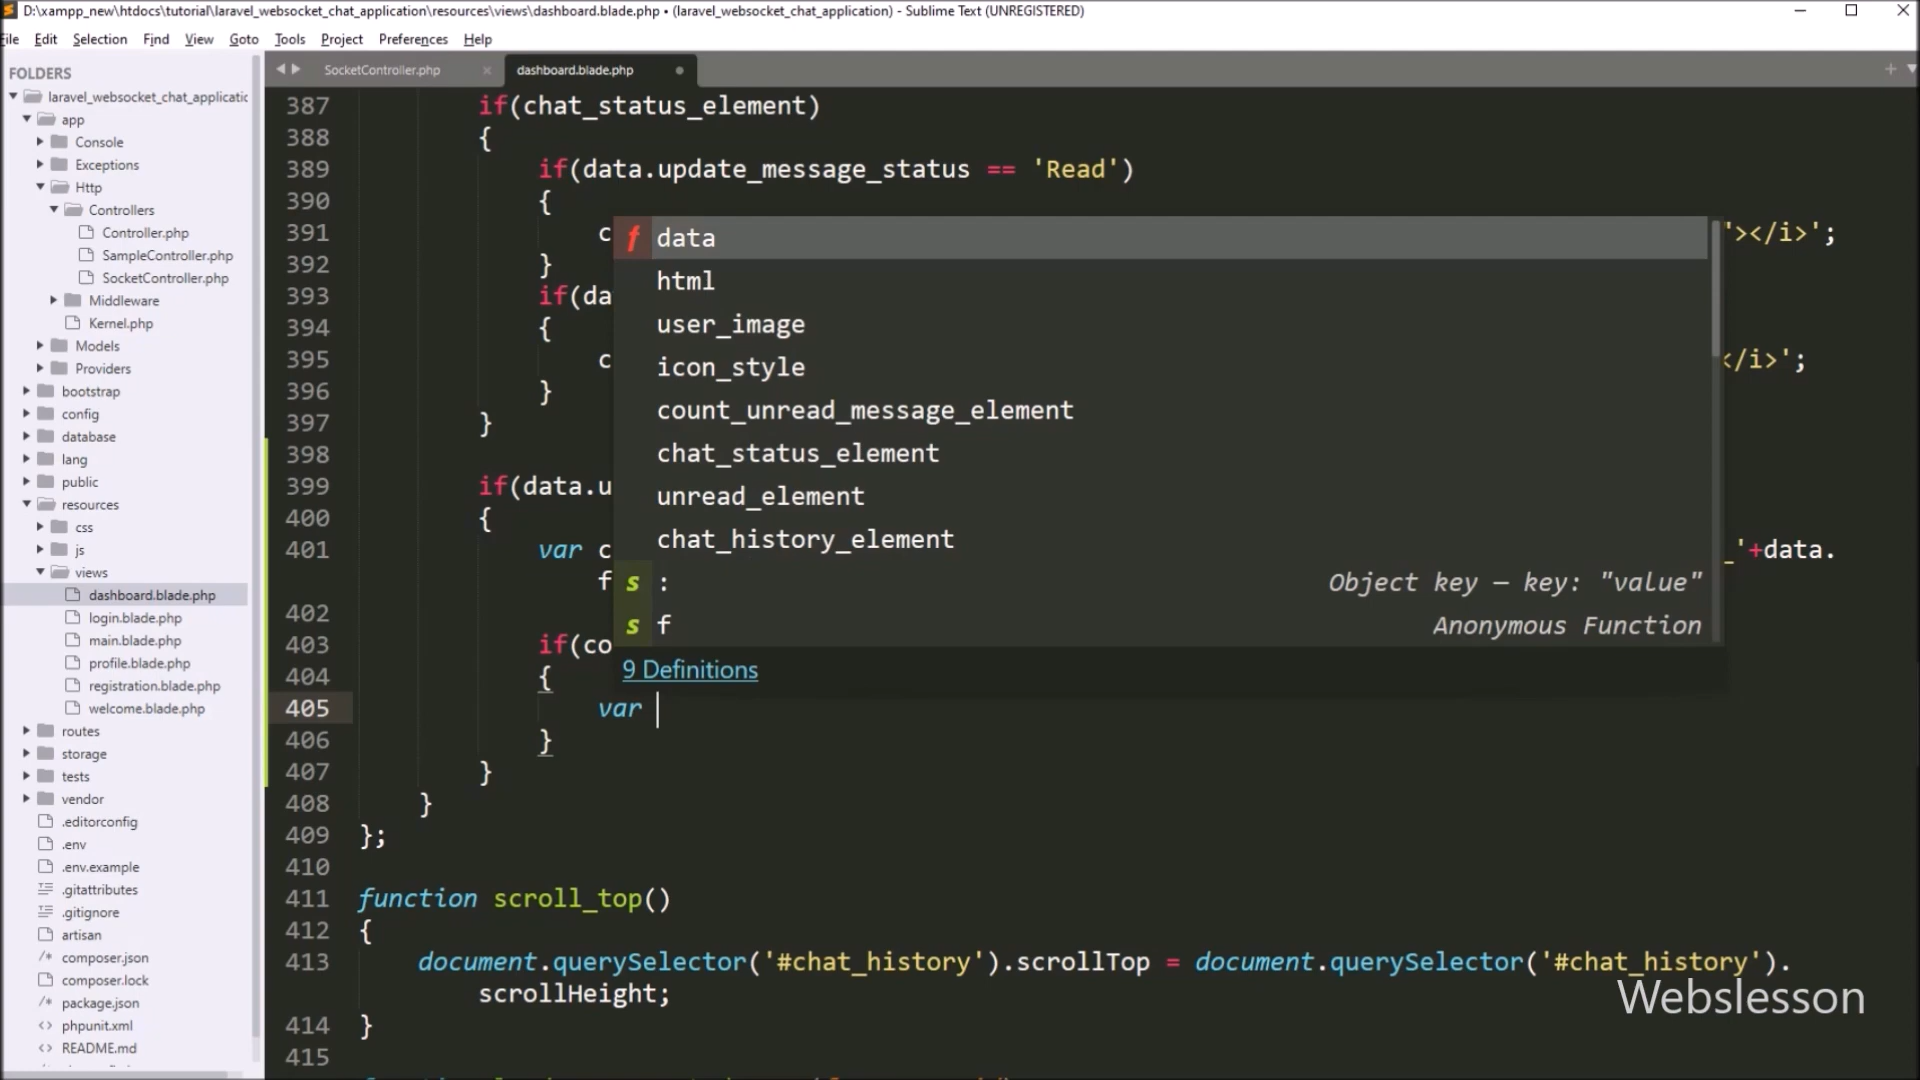 D:\xampp_new\htdocs\tutorial\laravel_websocket_chat_application\resources\views\dashboard.blade.php • (laravel_websocket_chat_application) - Sublime Text (UNREGISTERED)
File Edit Selection Find View Goto Tools Project Preferences Help
SocketController.php
dashboard.blade.php
FOLDERS
laravel_websocket_chat_applicatic
app
Console
Exceptions
Http
Controllers
Controller.php
SampleController.php
SocketController.php
Middleware
Kernel.php
Models
Providers
bootstrap
config
database
lang
public
resources
css
js
views
dashboard.blade.php
login.blade.php
main.blade.php
profile.blade.php
registration.blade.php
welcome.blade.php
routes
storage
tests
vendor
.editorconfig
.env
.env.example
.gitattributes
.gitignore
artisan
composer.json
composer.lock
package.json
phpunit.xml
README.md
387 if(chat_status_element)
388 {
389 if(data.update_message_status == 'Read')
390 {
391 c "></i>';
392 }
393 if(da
394 {
395 c </i>';
396 }
397 }
398
399 if(data.u
400 {
401 var c _'+data.
f
402
403 if(co
404 {
405 var
406 }
407 }
408 }
409 };
410
411 function scroll_top()
412 {
413 document.querySelector('#chat_history').scrollTop = document.querySelector('#chat_history').
scrollHeight;
414 }
415
f data
html
user_image
icon_style
count_unread_message_element
chat_status_element
unread_element
chat_history_element
s : Object key — key: "value"
s f Anonymous Function
9 Definitions
Webslesson